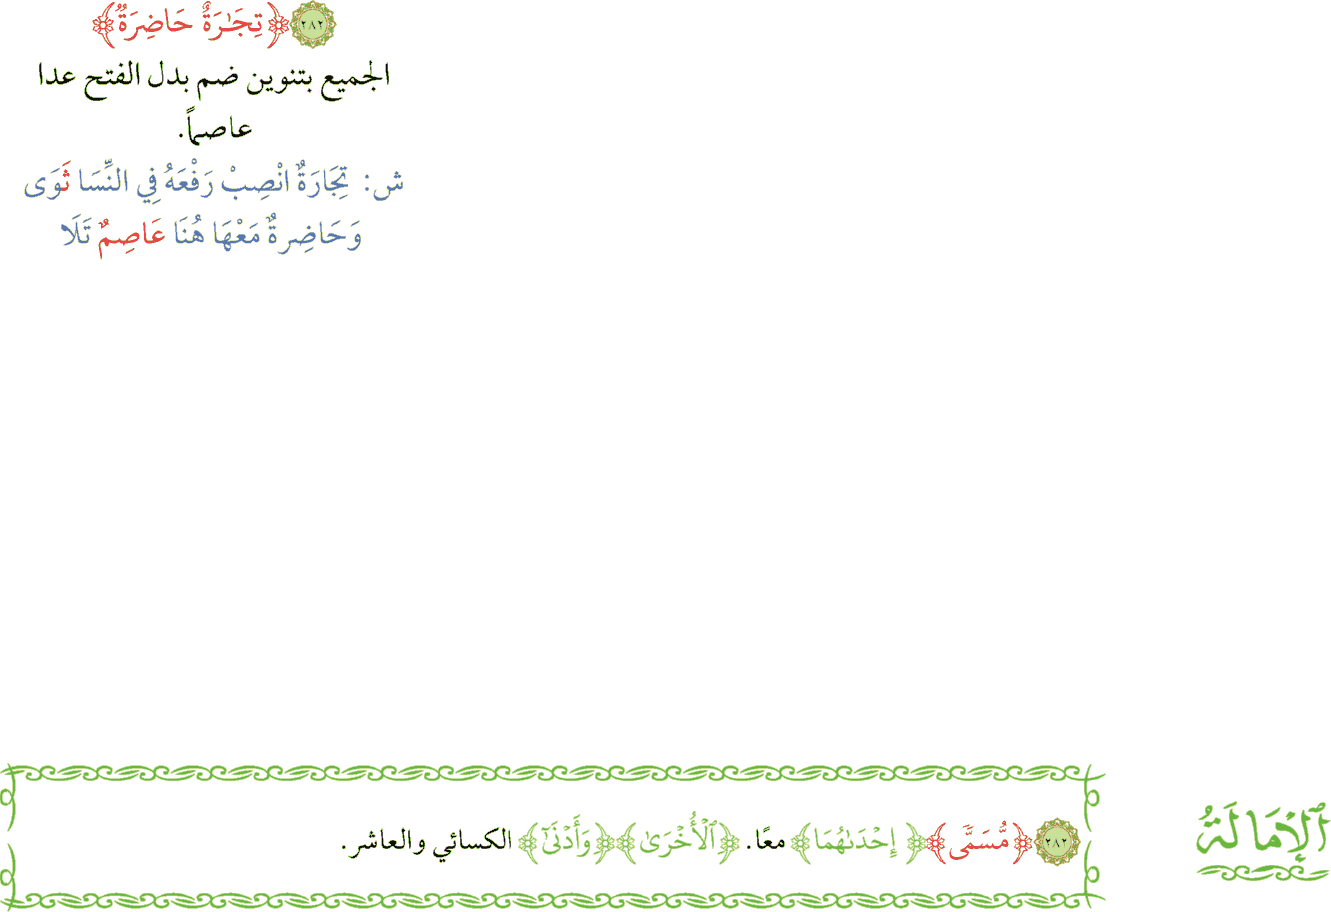 ٢٨٢ ﴿تِجَٰرَةٌ حَاضِرَةٌ﴾
الجميع بتنوين ضم بدل الفتح عدا
عاصماً.
ش: تِجَارَةٌ انْصِبْ رَفْعَهُ فِي النِّسَا ثَوَى
وَحَاضِرةٌ مَعْهَا هُنَا عَاصِمٌ تَلَا
ٱلْإِمَالَةُ
٢٨٢ ﴿مُّسَمًّى﴾ ﴿إِحْدَىٰهُمَا﴾ معًا. ﴿ٱلْأُخْرَىٰ﴾ ﴿وَأَدْنَىٰٓ﴾ الكسائي والعاشر.